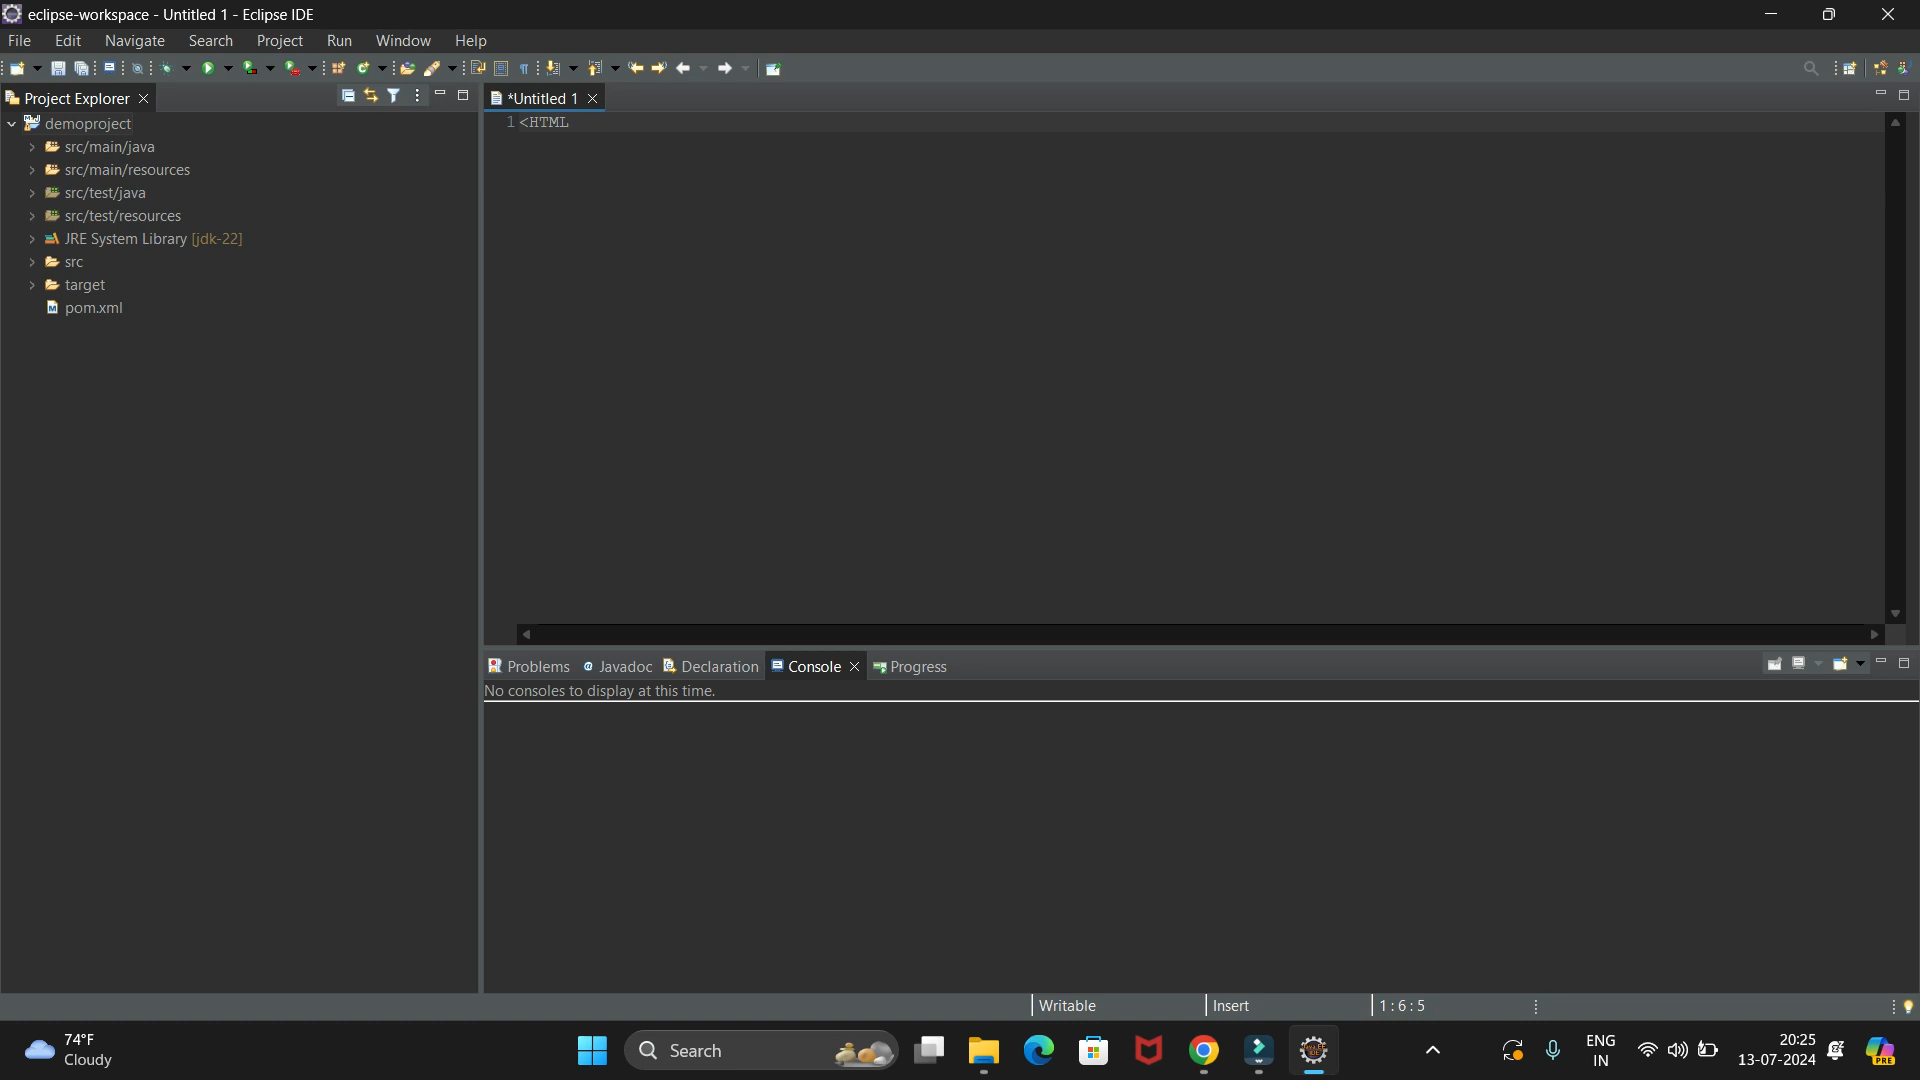 eclipse-workspace - Untitled 1 - Eclipse IDE
File Edit Navigate Search Project Run Window Help
Project Explorer
*Untitled 1
demoproject
src/main/java
src/main/resources
src/test/java
src/test/resources
JRE System Library [jdk-22]
src
target
pom.xml
1 <HTML
Problems Javadoc Declaration Console Progress
No consoles to display at this time.
Writable Insert 1 : 6 : 5
74°F
Cloudy
Search
PRE
ENG
IN
20:25
13-07-2024